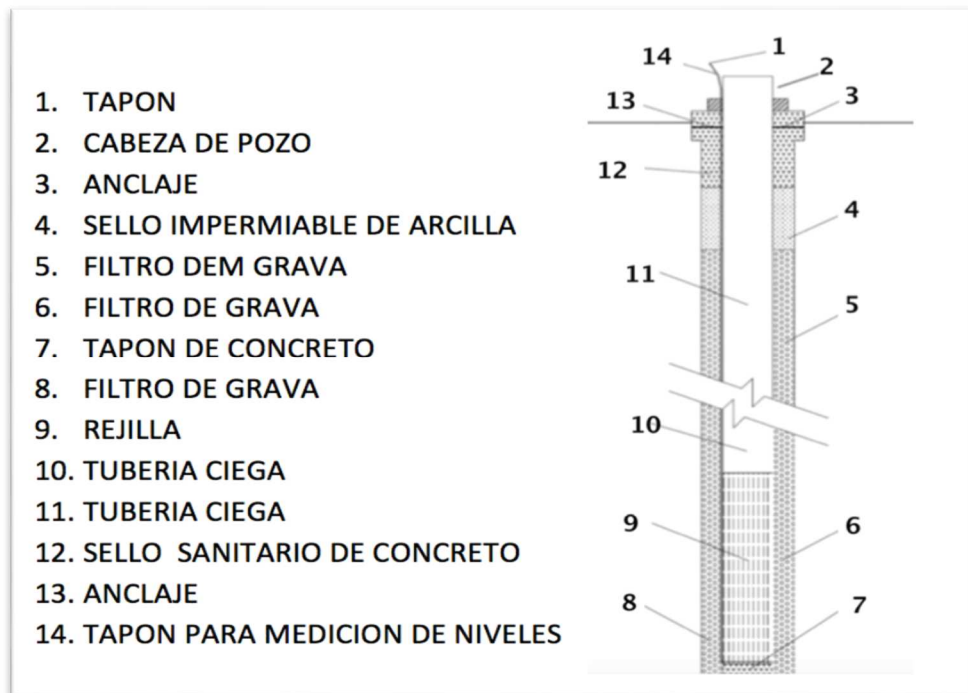 1. TAPON
2. CABEZA DE POZO
3. ANCLAJE
4. SELLO IMPERMIABLE DE ARCILLA
5. FILTRO DEM GRAVA
6. FILTRO DE GRAVA
7. TAPON DE CONCRETO
8. FILTRO DE GRAVA
9. REJILLA
10. TUBERIA CIEGA
11. TUBERIA CIEGA
12. SELLO SANITARIO DE CONCRETO
13. ANCLAJE
14. TAPON PARA MEDICION DE NIVELES
1
14
2
13
3
12
4
11
5
10
9
6
8
7